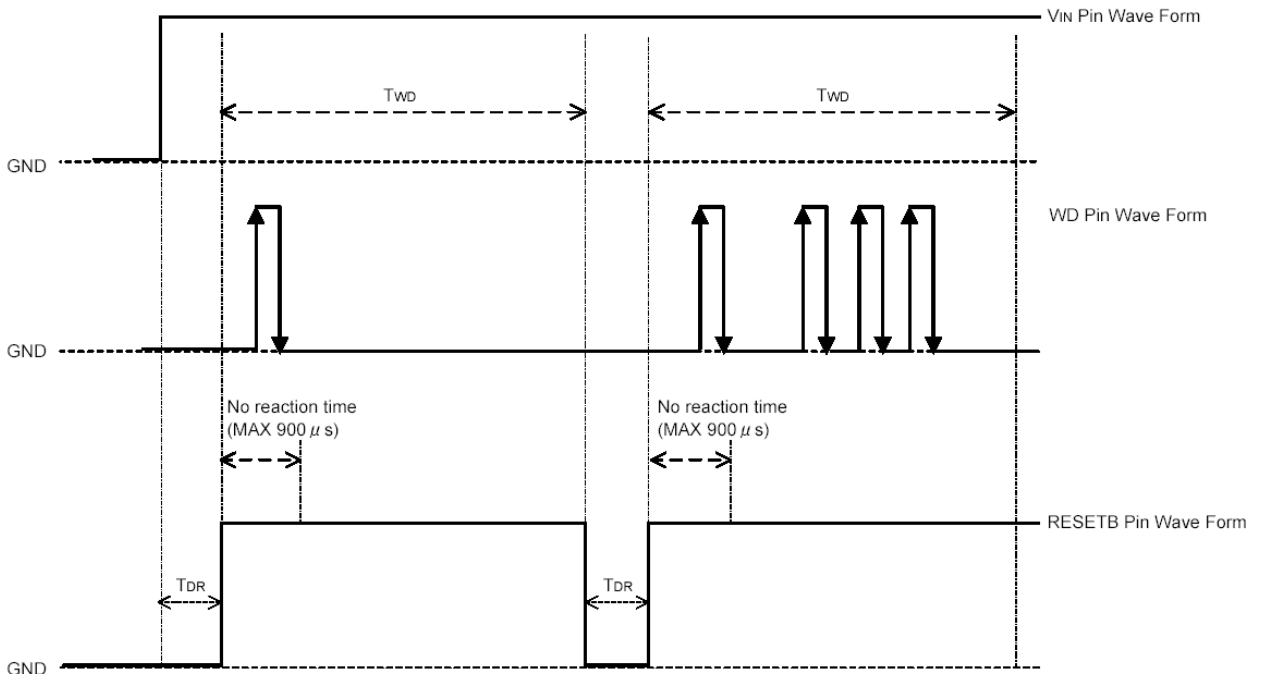 VIN Pin Wave Form
TWD
TWD
GND
WD Pin Wave Form
GND
No reaction time
(MAX 900 μ s)
No reaction time
(MAX 900 μ s)
RESETB Pin Wave Form
TDR
TDR
GND